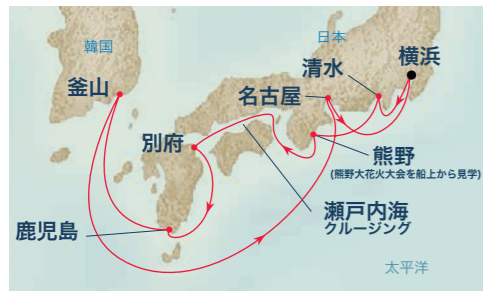 韓国
日本
横浜
清水
釜山
名古屋
別府
熊野
(熊野大花火大会を船上から見学)
瀬戸内海
クルージング
鹿児島
太平洋